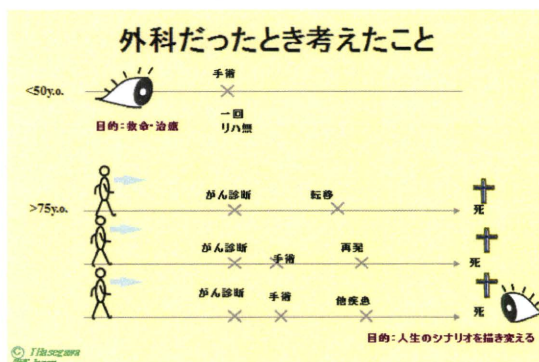 外科だったとき考えたこと
<50y.o.
手術
一回
リハ無
目的：救命・治癒
>75y.o.
がん診断
転移
死
がん診断
手術
再発
死
がん診断
手術
他疾患
死
目的：人生のシナリオを描き変える
© THasegawa